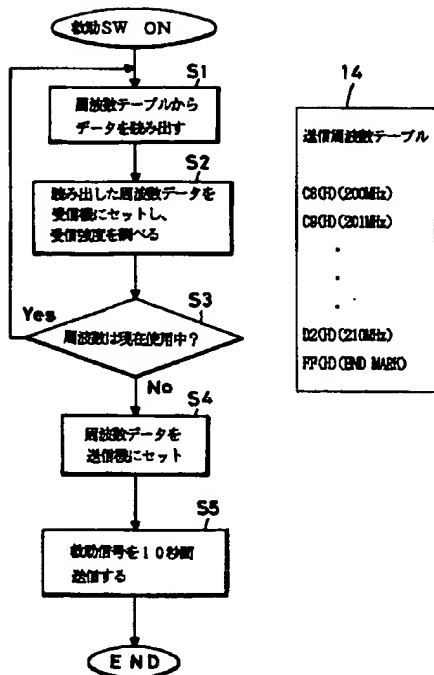 救助SW ON
S1
周波数テーブルから
データを読み出す
S2
読み出した周波数データを
受信機にセットし、
受信強度を調べる
S3
Yes
周波数は現在使用中?
No
S4
周波数データを
送信機にセット
S5
救助信号を10秒間
送信する
END
14
送信周波数テーブル
C8(H)(200MHz)
C9(H)(201MHz)
・
・
・
D2(H)(210MHz)
FF(H)(END MARK)